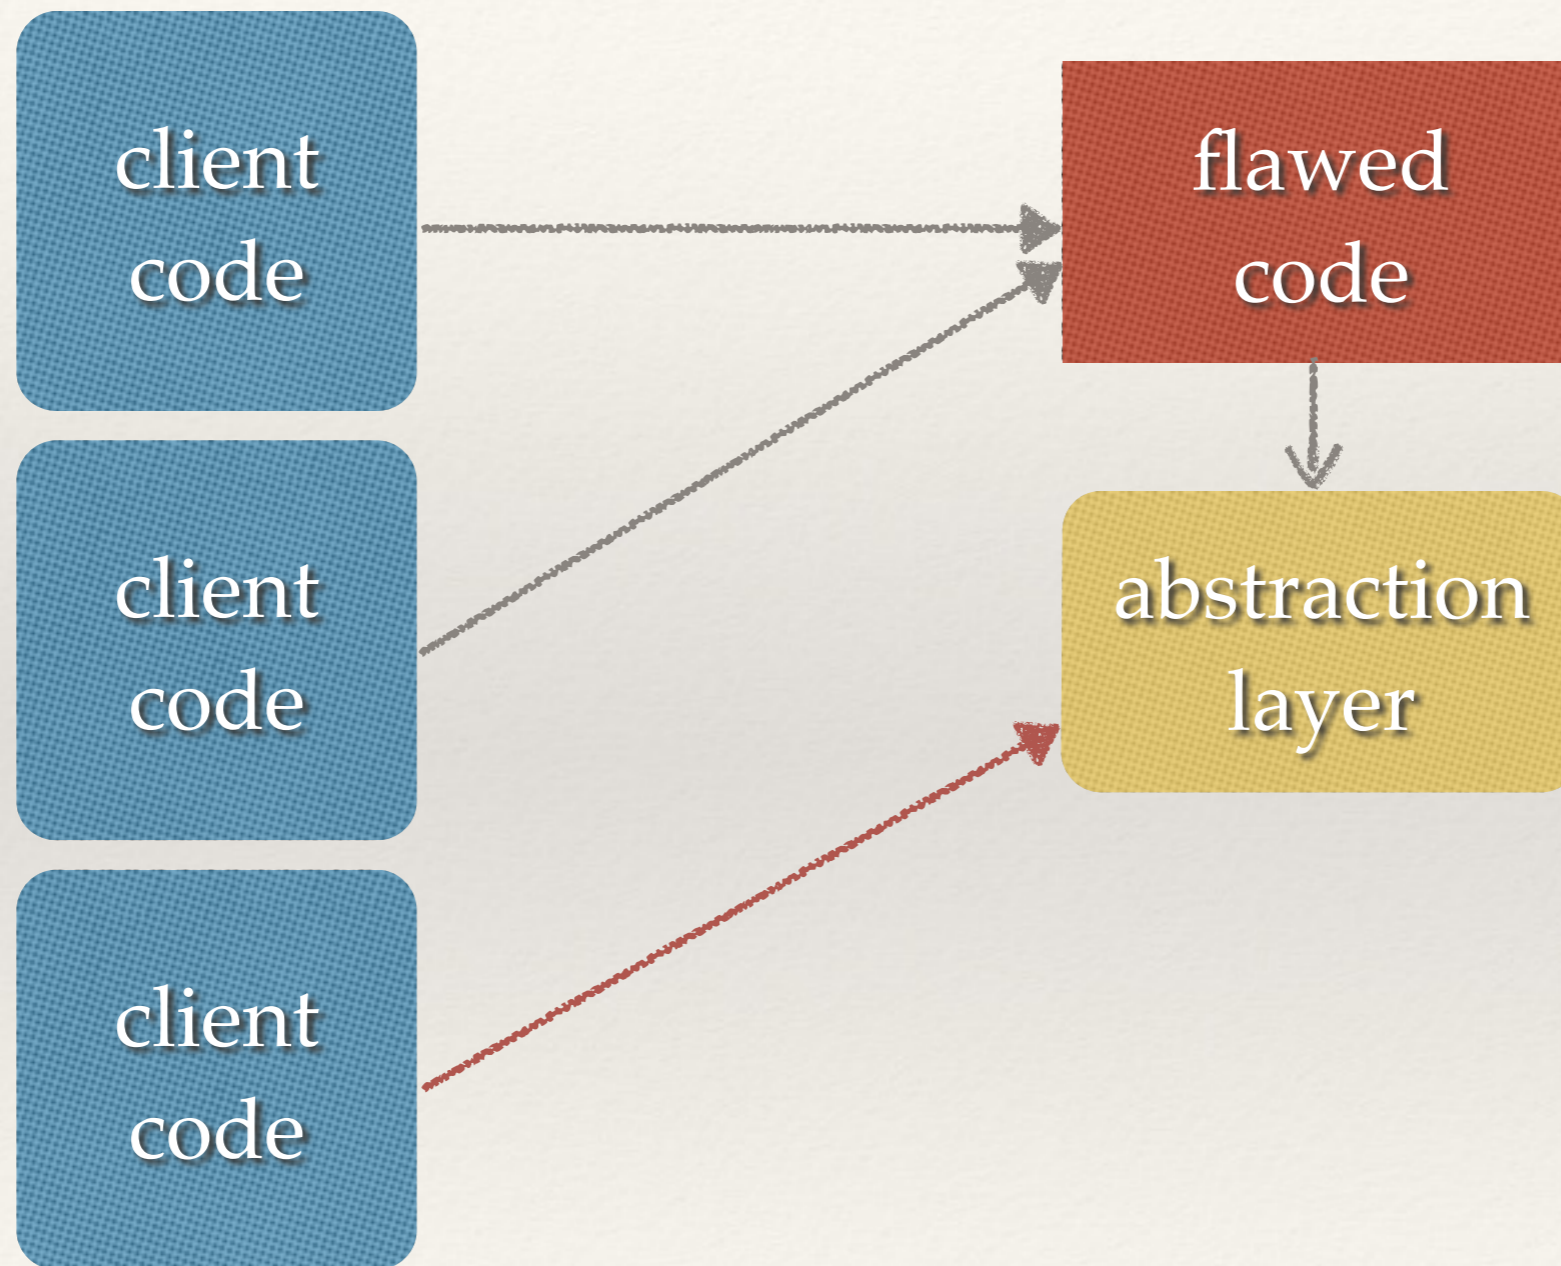 client
code
flawed
code
client
code
abstraction
layer
client
code